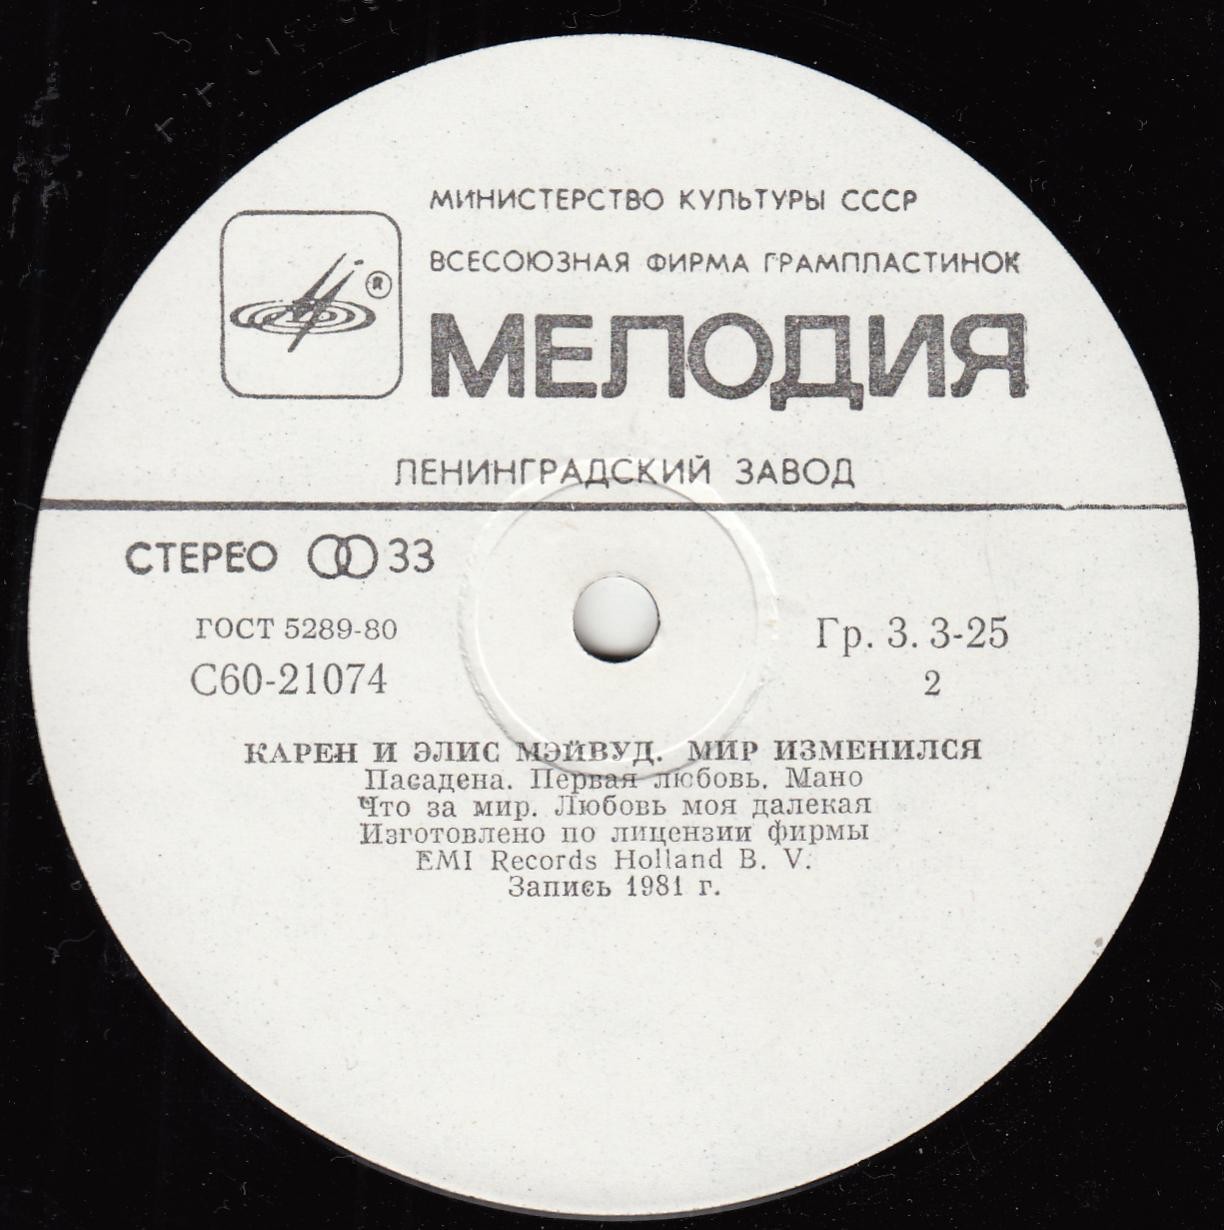 МИНИСТЕРСТВО КУЛЬТУРЫ СССР
ВСЕСОЮЗНАЯ ФИРМА ГРАМПЛАСТИНОК
®
МЕЛОДИЯ
ЛЕНИНГРАДСКИЙ ЗАВОД
СТЕРЕО 33
ГОСТ 5289-80
Гр. 3. 3-25
С60-21074
2
КАРЕН И ЭЛИС МЭЙВУД. МИР ИЗМЕНИЛСЯ
Пасадена. Первая любовь. Мано
Что за мир. Любовь моя далекая
Изготовлено по лицензии фирмы
EMI Records Holland B. V.
Запись 1981 г.